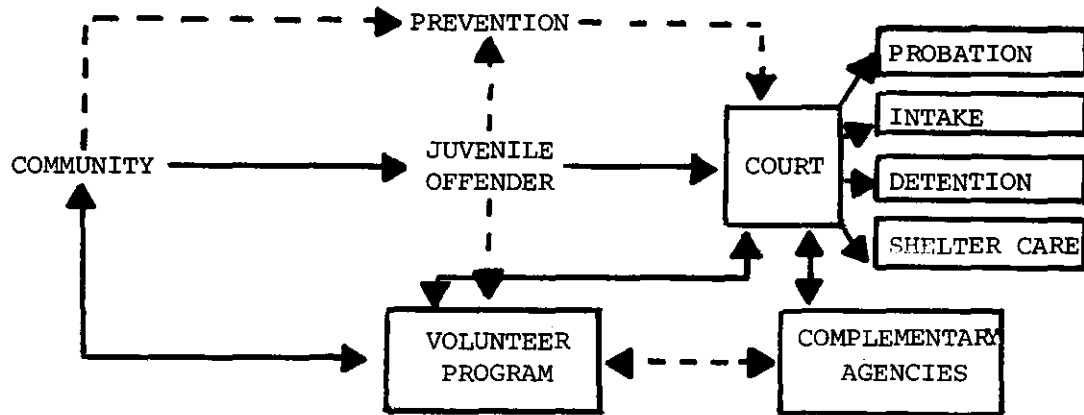 PREVENTION
PROBATION
INTAKE
COMMUNITY
JUVENILE
OFFENDER
COURT
DETENTION
SHELTER CARE
VOLUNTEER
PROGRAM
COMPLEMENTARY
AGENCIES